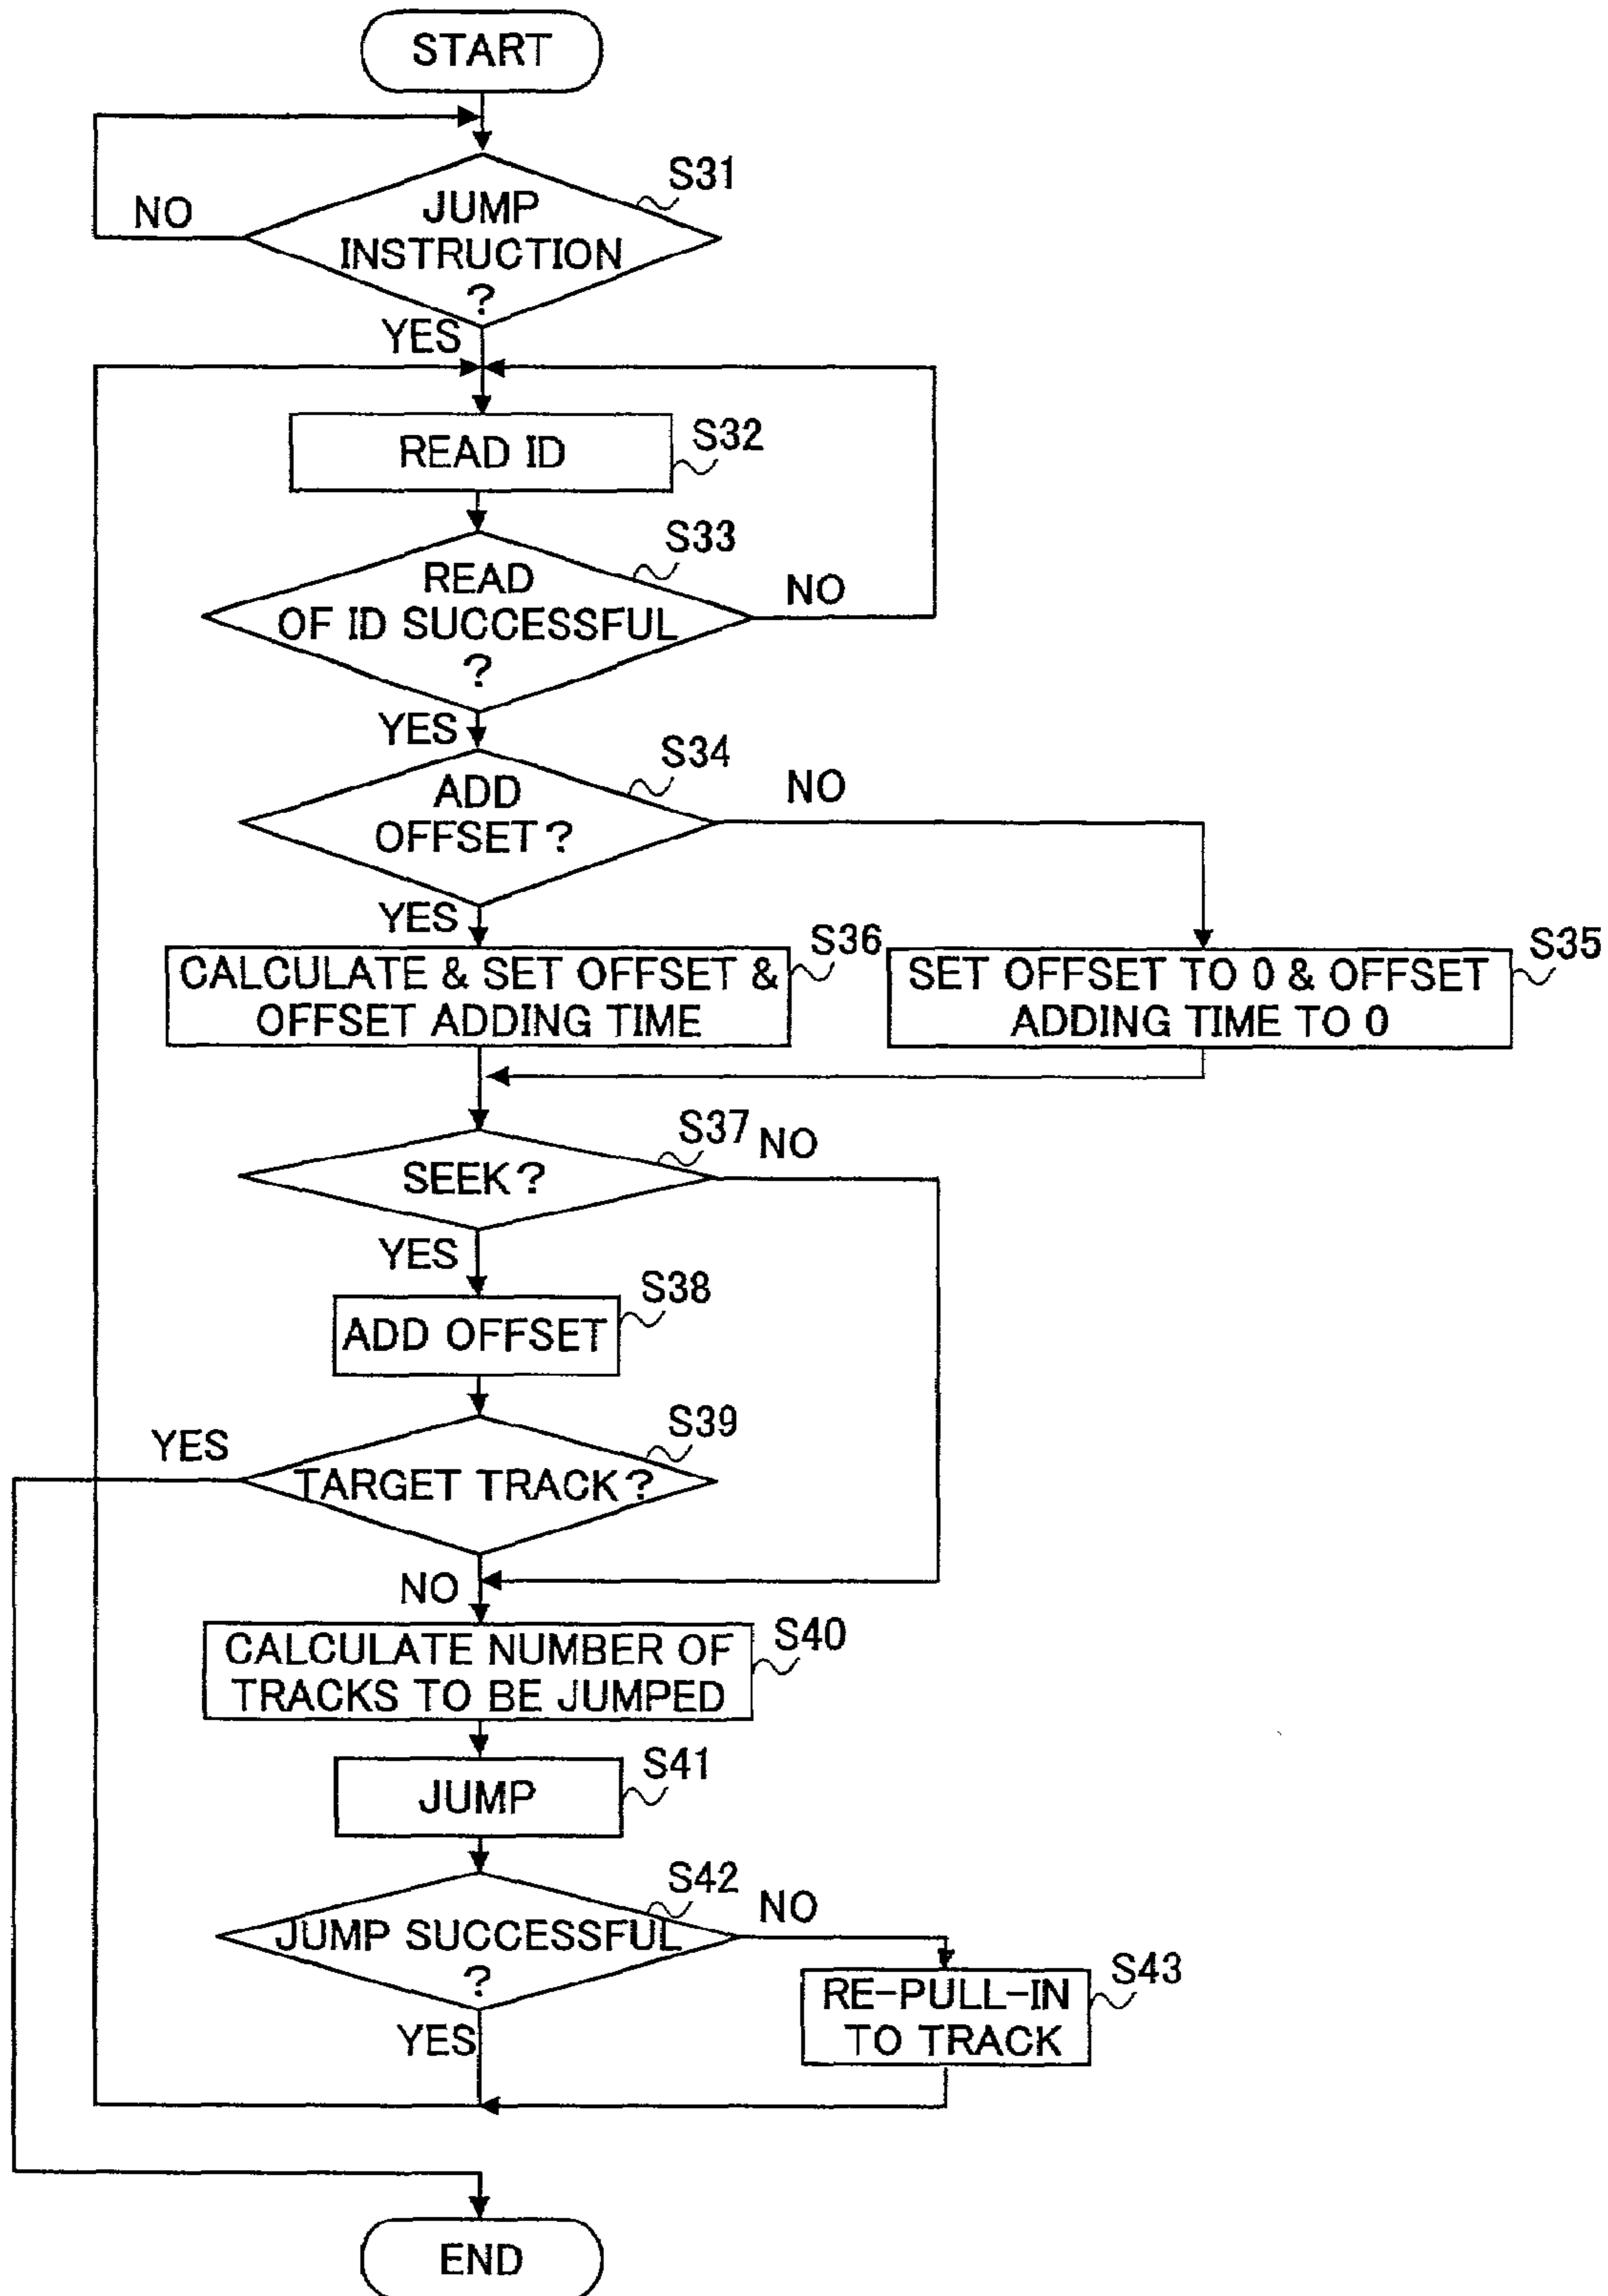 START
S31
NO
JUMP
INSTRUCTION
?
YES
READ ID
S32
S33
READ
OF ID SUCCESSFUL
?
NO
YES
S34
ADD
OFFSET?
NO
YES
S36
CALCULATE & SET OFFSET &
OFFSET ADDING TIME
S35
SET OFFSET TO 0 & OFFSET
ADDING TIME TO 0
S37
NO
SEEK?
YES
S38
ADD OFFSET
S39
YES
TARGET TRACK?
NO
CALCULATE NUMBER OF
TRACKS TO BE JUMPED
S40
JUMP
S41
S42
NO
JUMP SUCCESSFUL
?
YES
RE-PULL-IN
TO TRACK
S43
END